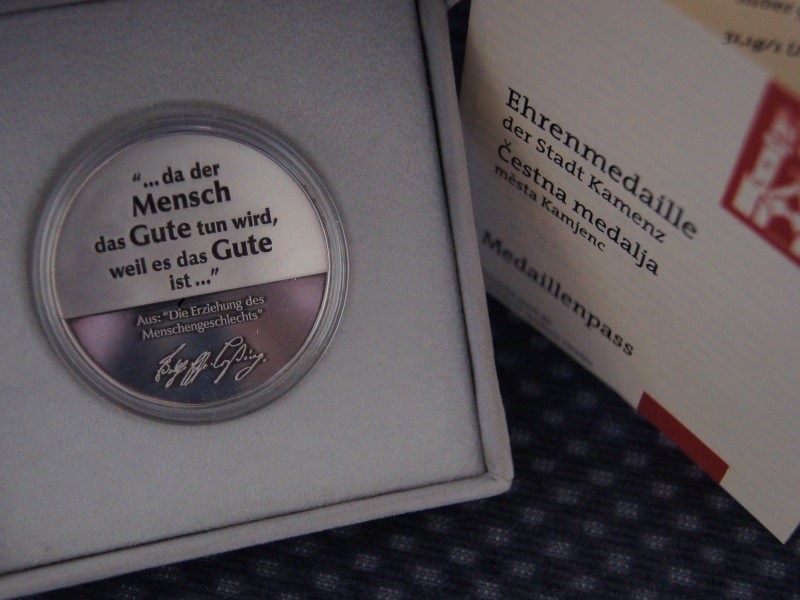 "...da der
Mensch
das Gute tun wird,
weil es das Gute
ist..."
Aus: "Die Erziehung des
Menschengeschlechts"
Ehrenmedaille
der Stadt Kamenz
Čestna medalja
města Kamjenc
Medaillenpass